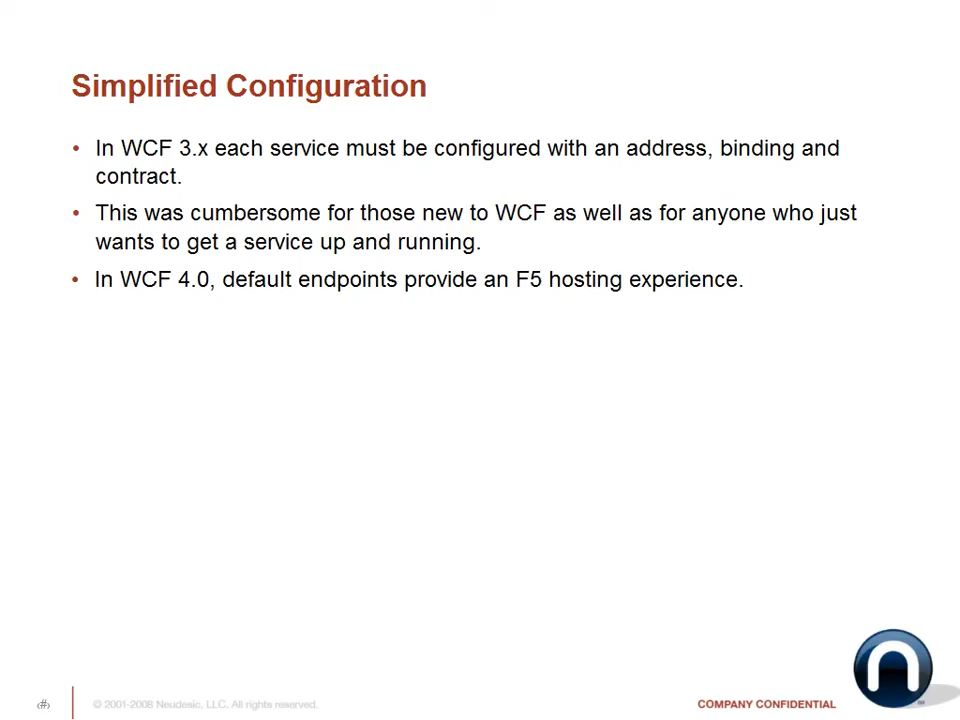 Simplified Configuration
• In WCF 3.x each service must be configured with an address, binding and
contract.
• This was cumbersome for those new to WCF as well as for anyone who just
wants to get a service up and running.
• In WCF 4.0, default endpoints provide an F5 hosting experience.
‹#›
© 2001-2008 Neudesic, LLC. All rights reserved.
COMPANY CONFIDENTIAL